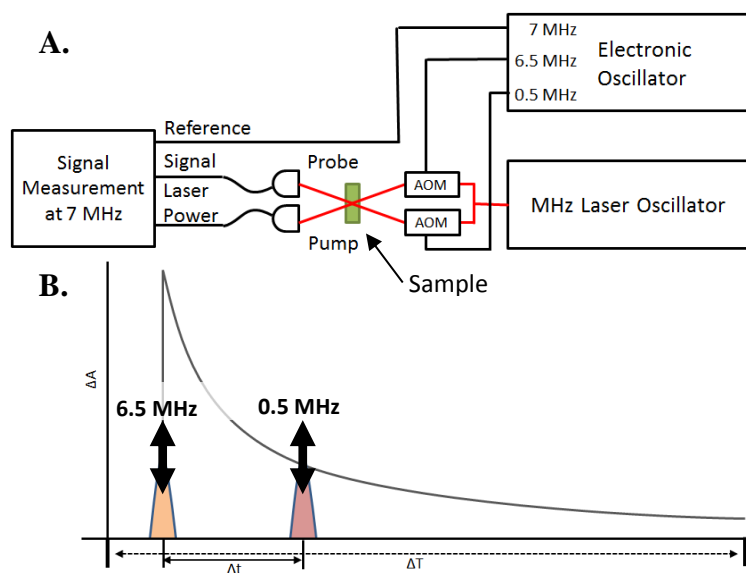 A.
7 MHz
6.5 MHz
0.5 MHz
Electronic
Oscillator
Reference
Signal
Measurement
at 7 MHz
Signal
Laser
Power
Probe
Pump
AOM
AOM
MHz Laser Oscillator
Sample
B.
ΔA
6.5 MHz
0.5 MHz
Δt
ΔT